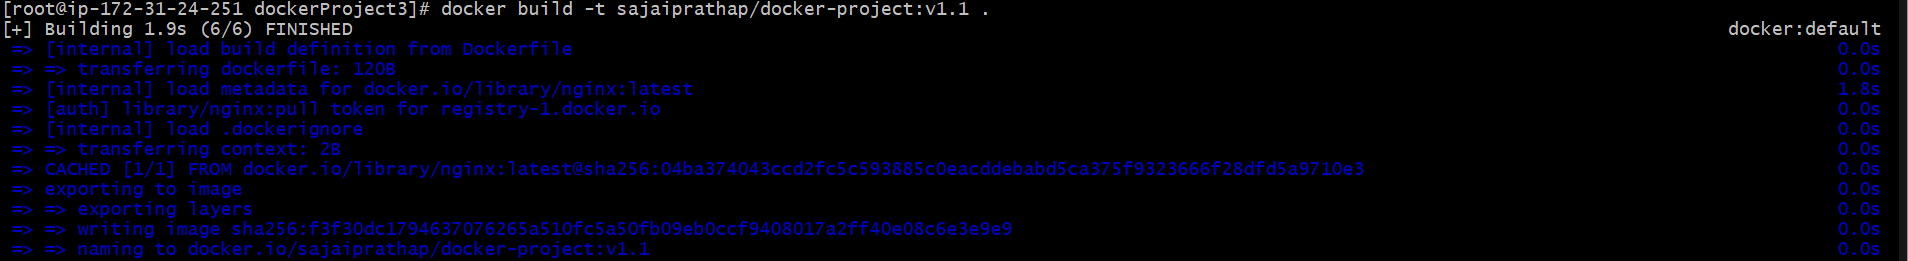 [root@ip-172-31-24-251 dockerProject3]# docker build -t sajaiprathap/docker-project:v1.1 .
[+] Building 1.9s (6/6) FINISHED docker:default
=> [internal] load build definition from Dockerfile 0.0s
=> => transferring dockerfile: 120B 0.0s
=> [internal] load metadata for docker.io/library/nginx:latest 1.8s
=> [auth] library/nginx:pull token for registry-1.docker.io 0.0s
=> [internal] load .dockerignore 0.0s
=> => transferring context: 2B 0.0s
=> CACHED [1/1] FROM docker.io/library/nginx:latest@sha256:04ba374043ccd2fc5c593885c0eacddebabd5ca375f9323666f28dfd5a9710e3 0.0s
=> exporting to image 0.0s
=> => exporting layers 0.0s
=> => writing image sha256:f3f30dc1794637076265a510fc5a50fb09eb0ccf9408017a2ff40e08c6e3e9e9 0.0s
=> => naming to docker.io/sajaiprathap/docker-project:v1.1 0.0s